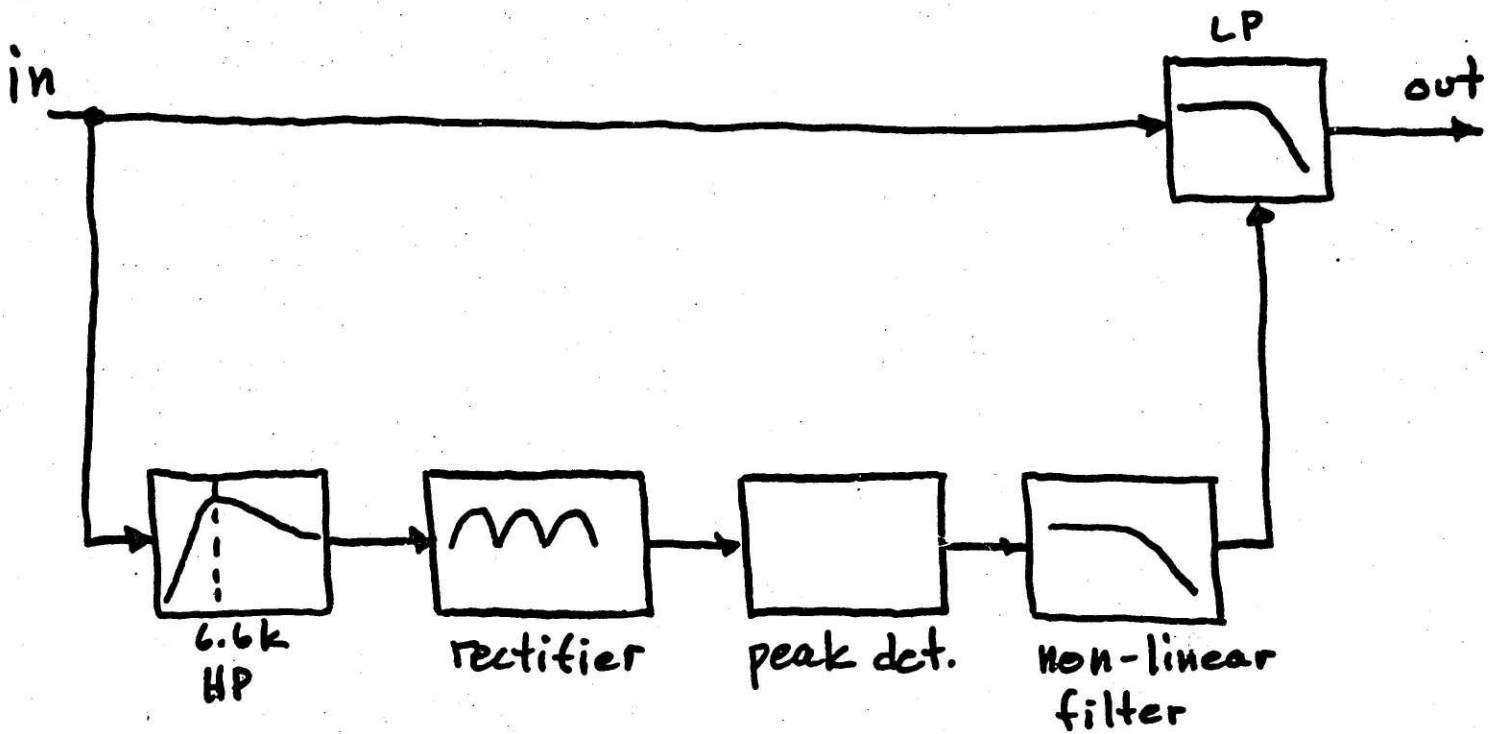 LP
in
out
6.6k
HP
rectifier
peak det.
non-linear
filter